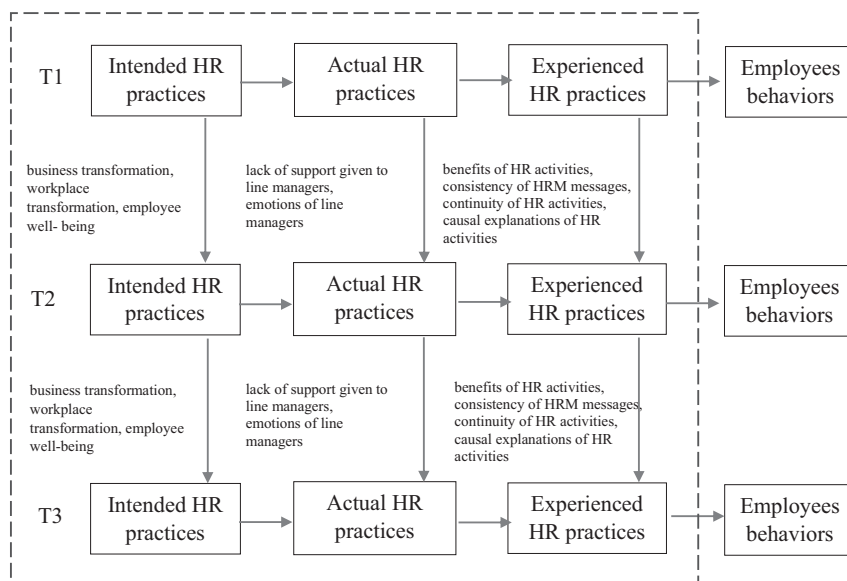 T1
Intended HR
practices
Actual HR
practices
Experienced
HR practices
Employees
behaviors
business transformation,
workplace
transformation, employee
well- being
lack of support given to
line managers,
emotions of line
managers
benefits of HR activities,
consistency of HRM messages,
continuity of HR activities,
causal explanations of HR
activities
T2
Intended HR
practices
Actual HR
practices
Experienced
HR practices
Employees
behaviors
business transformation,
workplace
transformation, employee
well-being
lack of support given to
line managers,
emotions of line
managers
benefits of HR activities,
consistency of HRM messages,
continuity of HR activities,
causal explanations of HR
activities
T3
Intended HR
practices
Actual HR
practices
Experienced
HR practices
Employees
behaviors